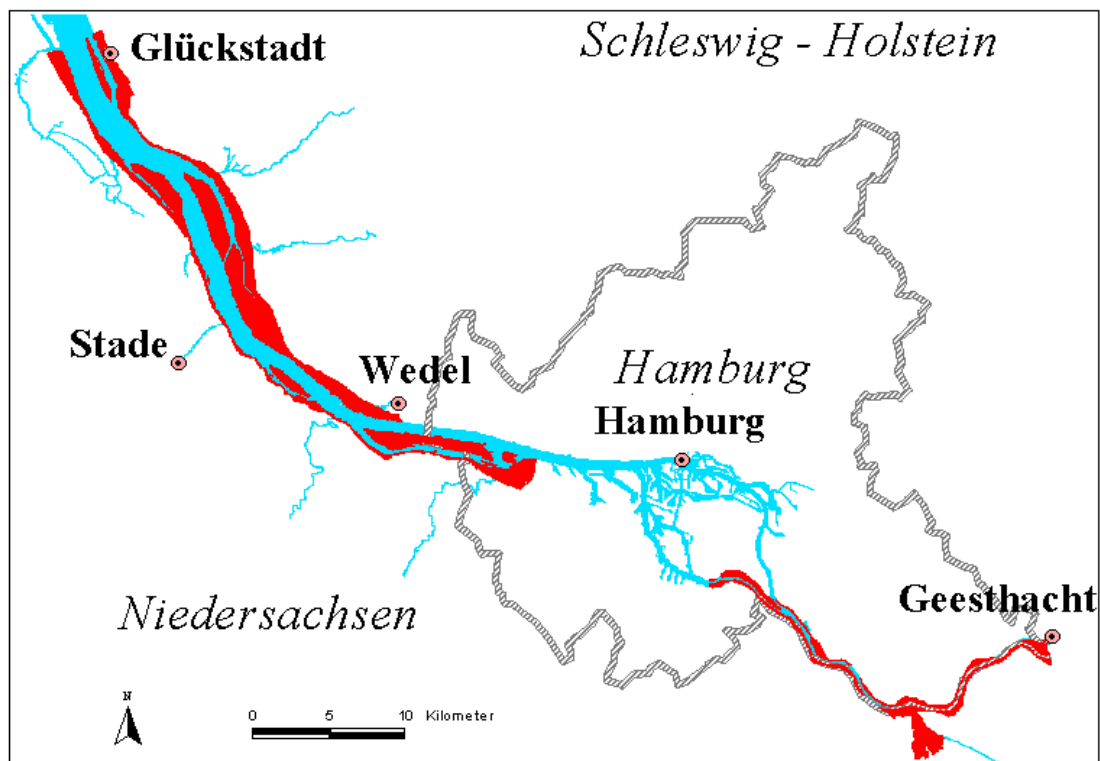 Schleswig - Holstein
Glückstadt
Stade
Wedel
Hamburg
Hamburg
Geesthacht
Niedersachsen
N
0 5 10 Kilometer